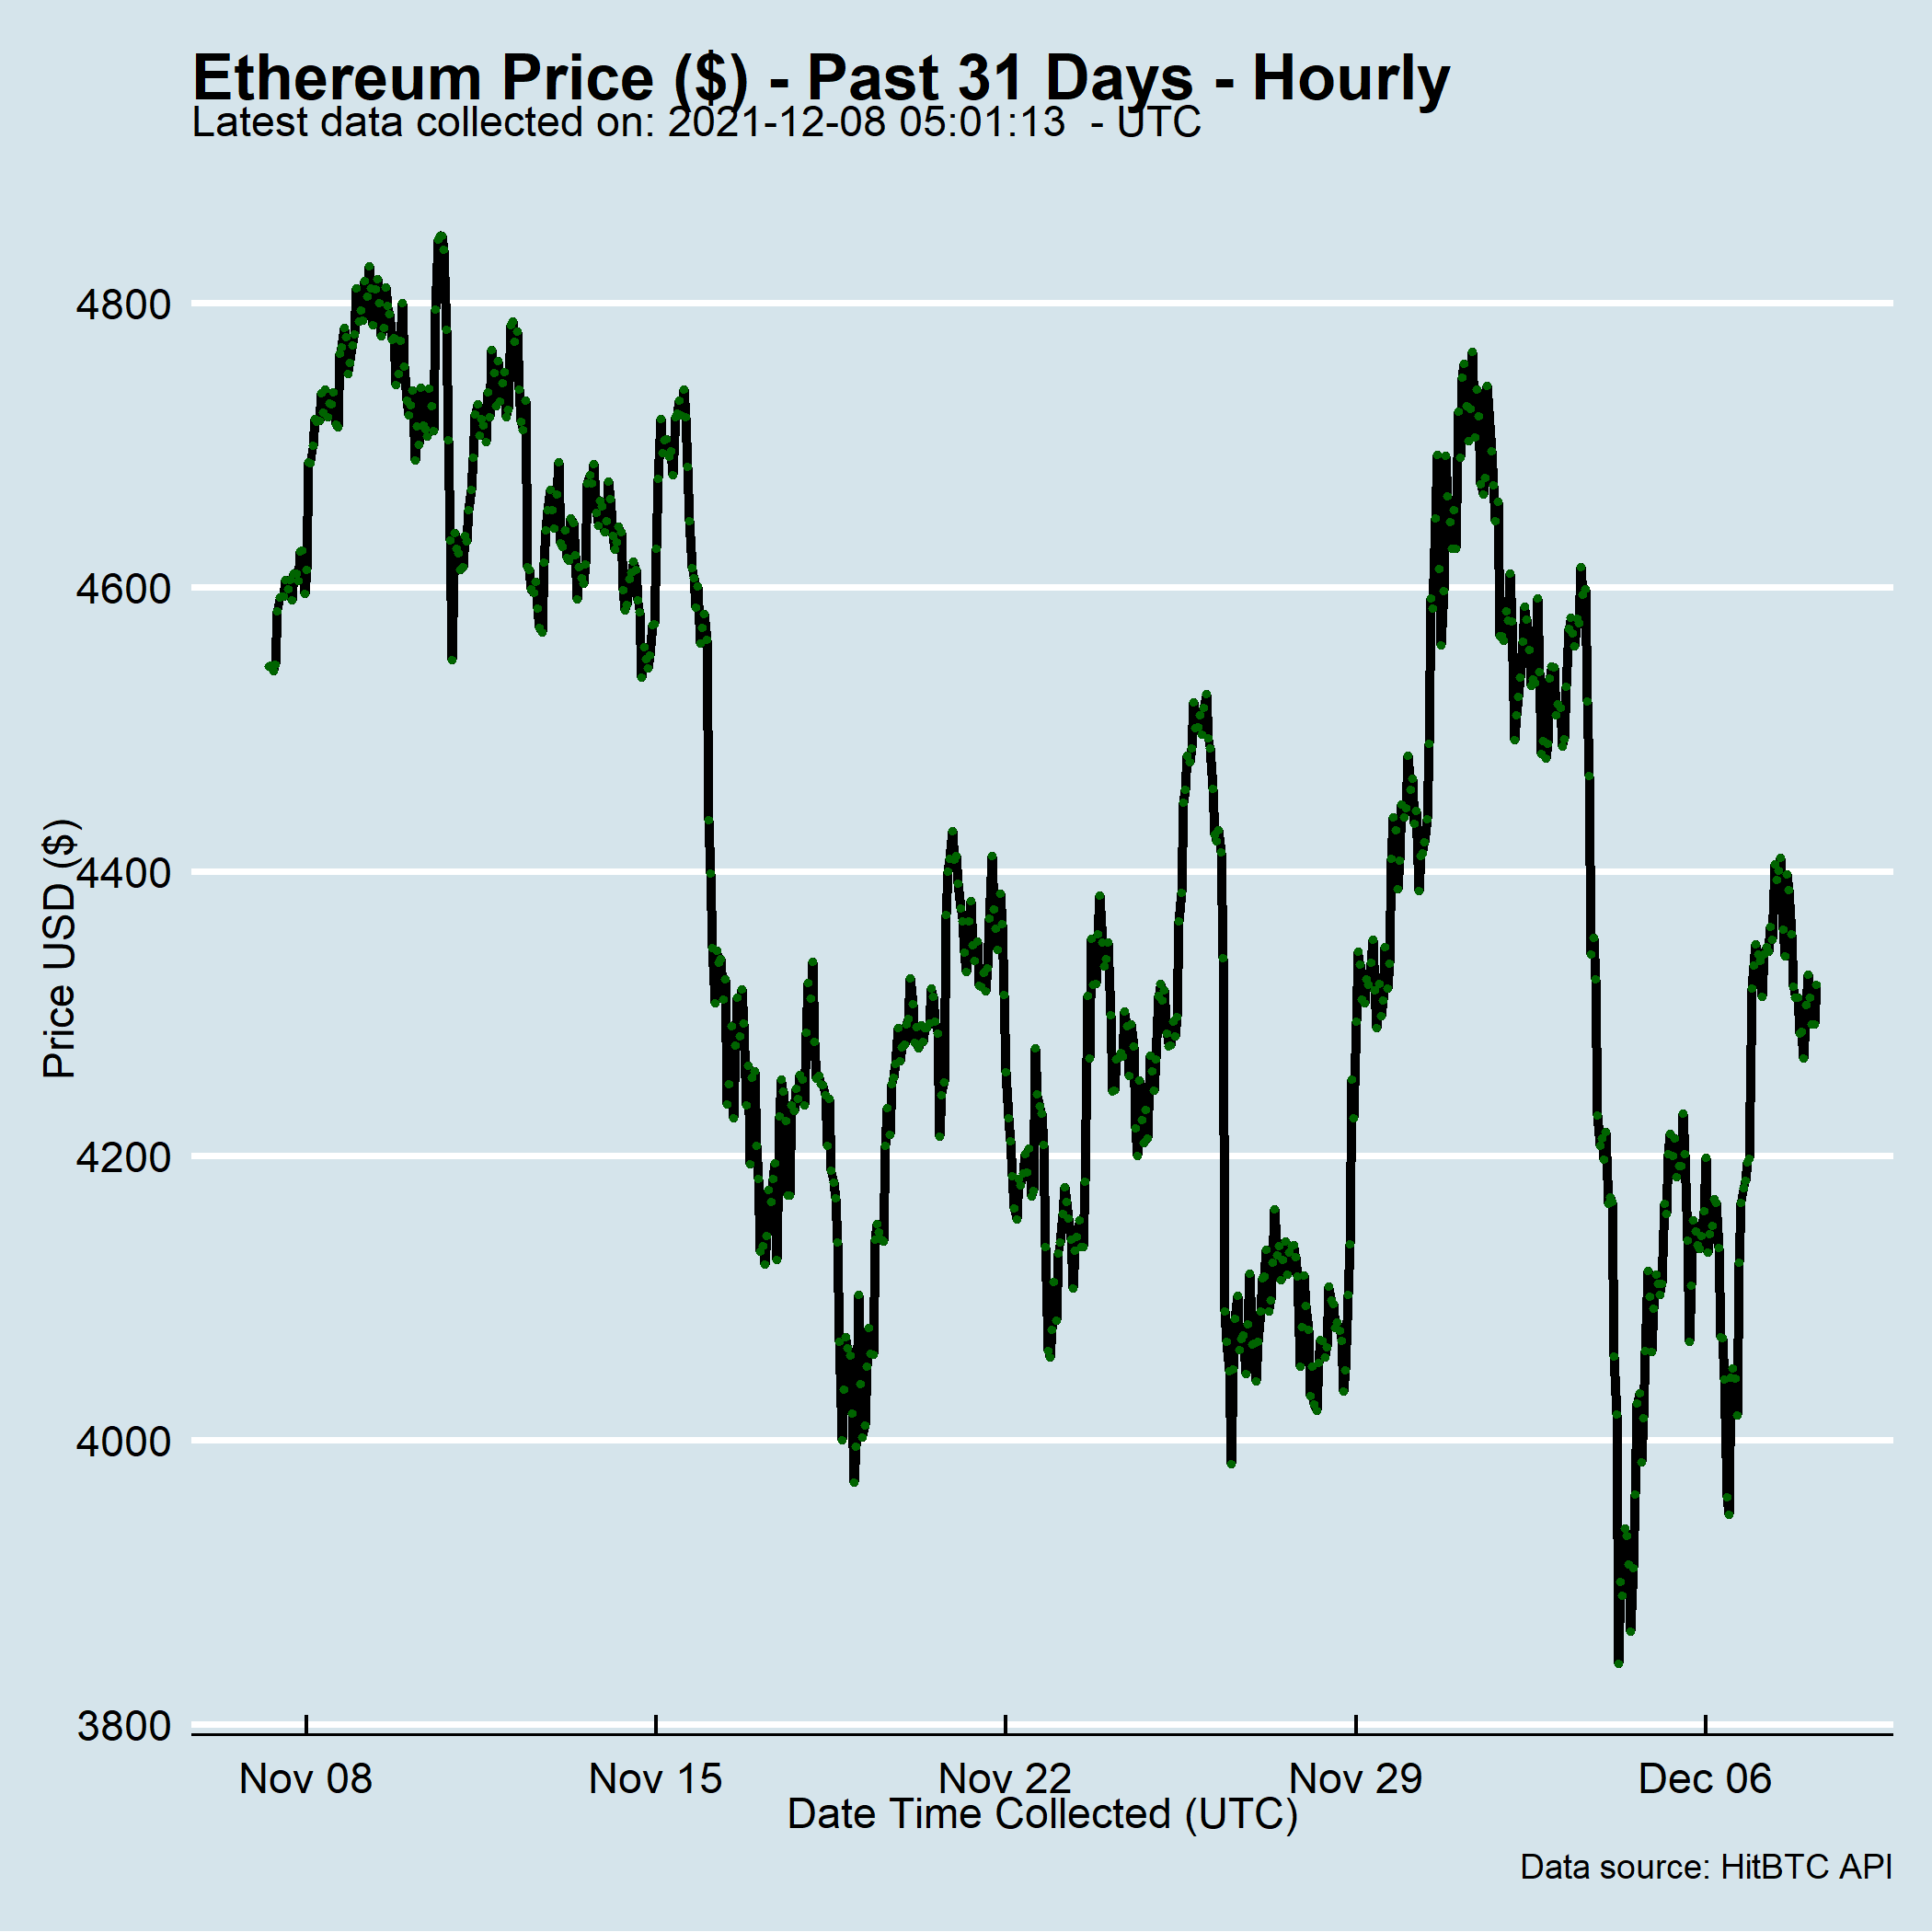 Ethereum Price ($) - Past 31 Days - Hourly
Latest data collected on: 2021-12-08 05:01:13  - UTC
Price USD ($)
4800
4600
4400
4200
4000
3800
Nov 08
Nov 15
Nov 22
Nov 29
Dec 06
Date Time Collected (UTC)
Data source: HitBTC API